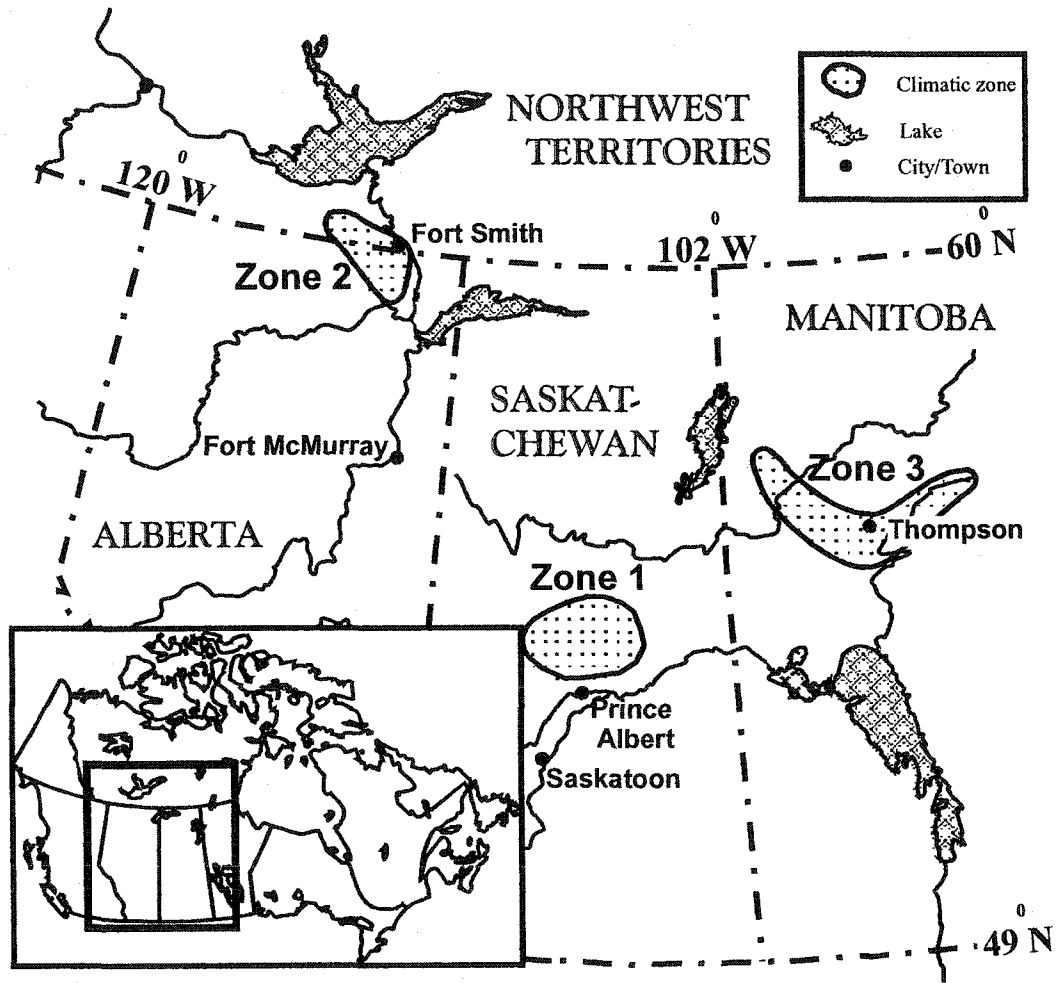 NORTHWEST
TERRITORIES
Climatic zone
Lake
City/Town
120 0 W
Fort Smith
0
102 W
0
60 N
Zone 2
MANITOBA
SASKAT-
CHEWAN
Fort McMurray
Zone 3
ALBERTA
Thompson
Zone 1
Prince
Albert
Saskatoon
0
49 N